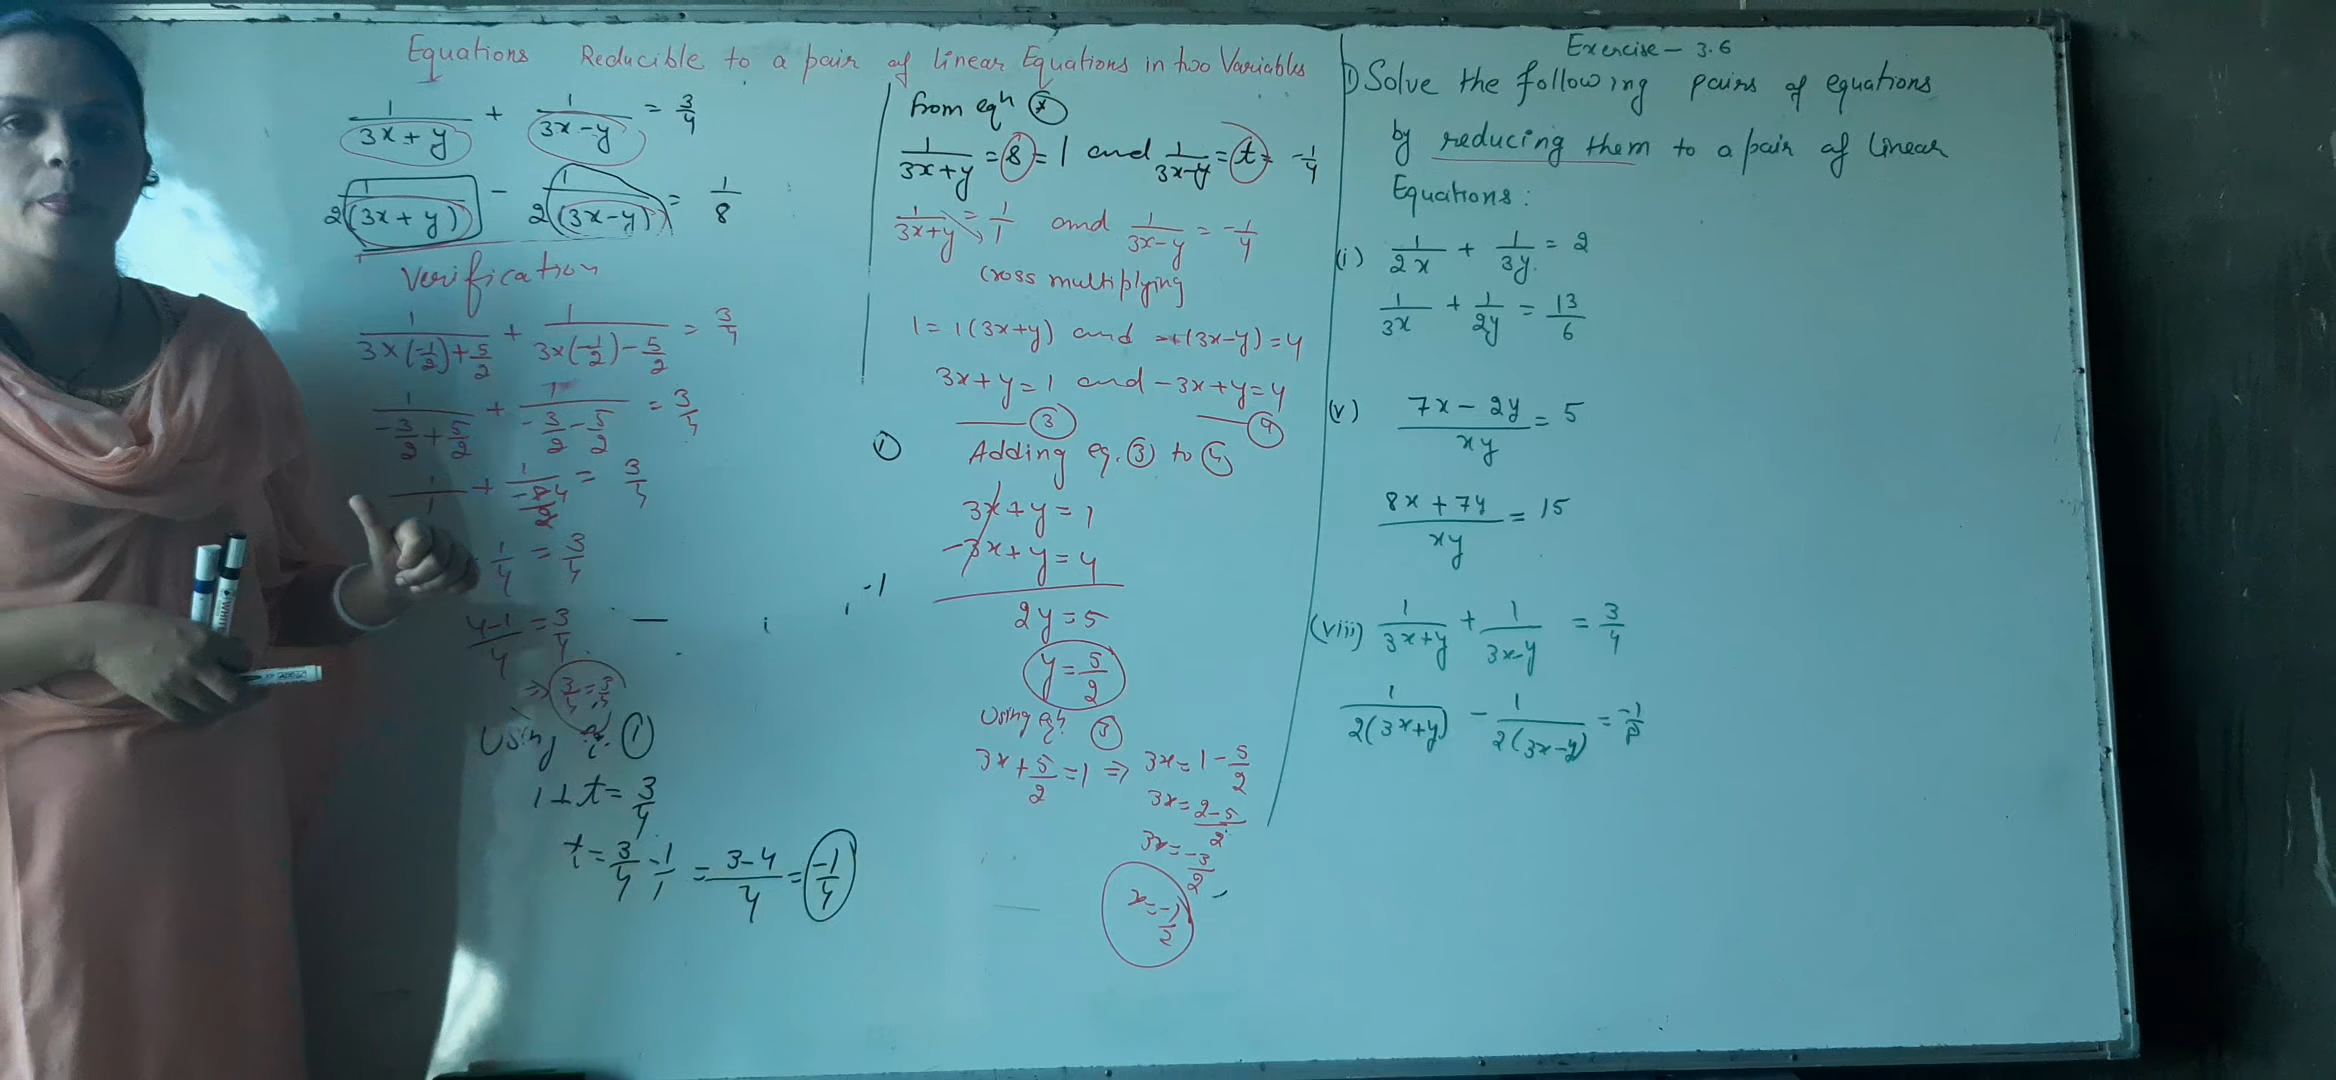 Equations Reducible to a pair of linear Equations in two Variables
1/(3x+y) + 1/(3x-y) = 3/4
1/2(3x+y) - 1/2(3x-y) = 1/8
Verification
1/(3x(-1/2)+5/2) + 1/(3x(-1/2)-5/2) = 3/4
1/(-3/2+5/2) + 1/(-3/2-5/2) = 3/4
1/1 + 1/(-84/2) = 3/4
1/4 = 3/4
(4-1)/4 = 3/4
=> 3/4 = 3/4
Using (1)
1+t = 3/4
t = 3/4 - 1/1 = (3-4)/4 = -1/4
from eqn (*)
1/(3x+y) = 8 = 1 and 1/(3x-y) = t = -1/4
1/(3x+y) = 1/1 and 1/(3x-y) = -1/4
Cross multiplying
1 = 1(3x+y) and -1(3x-y) = 4
3x+y=1 and -3x+y=4
(3) (4)
Adding eq. (3) to (4)
3x+y=1
-3x+y=4
2y=5
y=5/2
Using eq. (3)
3x+5/2=1 => 3x=1-5/2
3x=(2-5)/2
3x=-3/2
x=-1/2
Exercise - 3.6
1) Solve the following pairs of equations
by reducing them to a pair of linear
Equations:
(i) 1/2x + 1/3y = 2
1/3x + 1/2y = 13/6
(v) (7x-2y)/xy = 5
(8x+7y)/xy = 15
(viii) 1/(3x+y) + 1/(3x-y) = 3/4
1/2(3x+y) - 1/2(3x-y) = -1/8